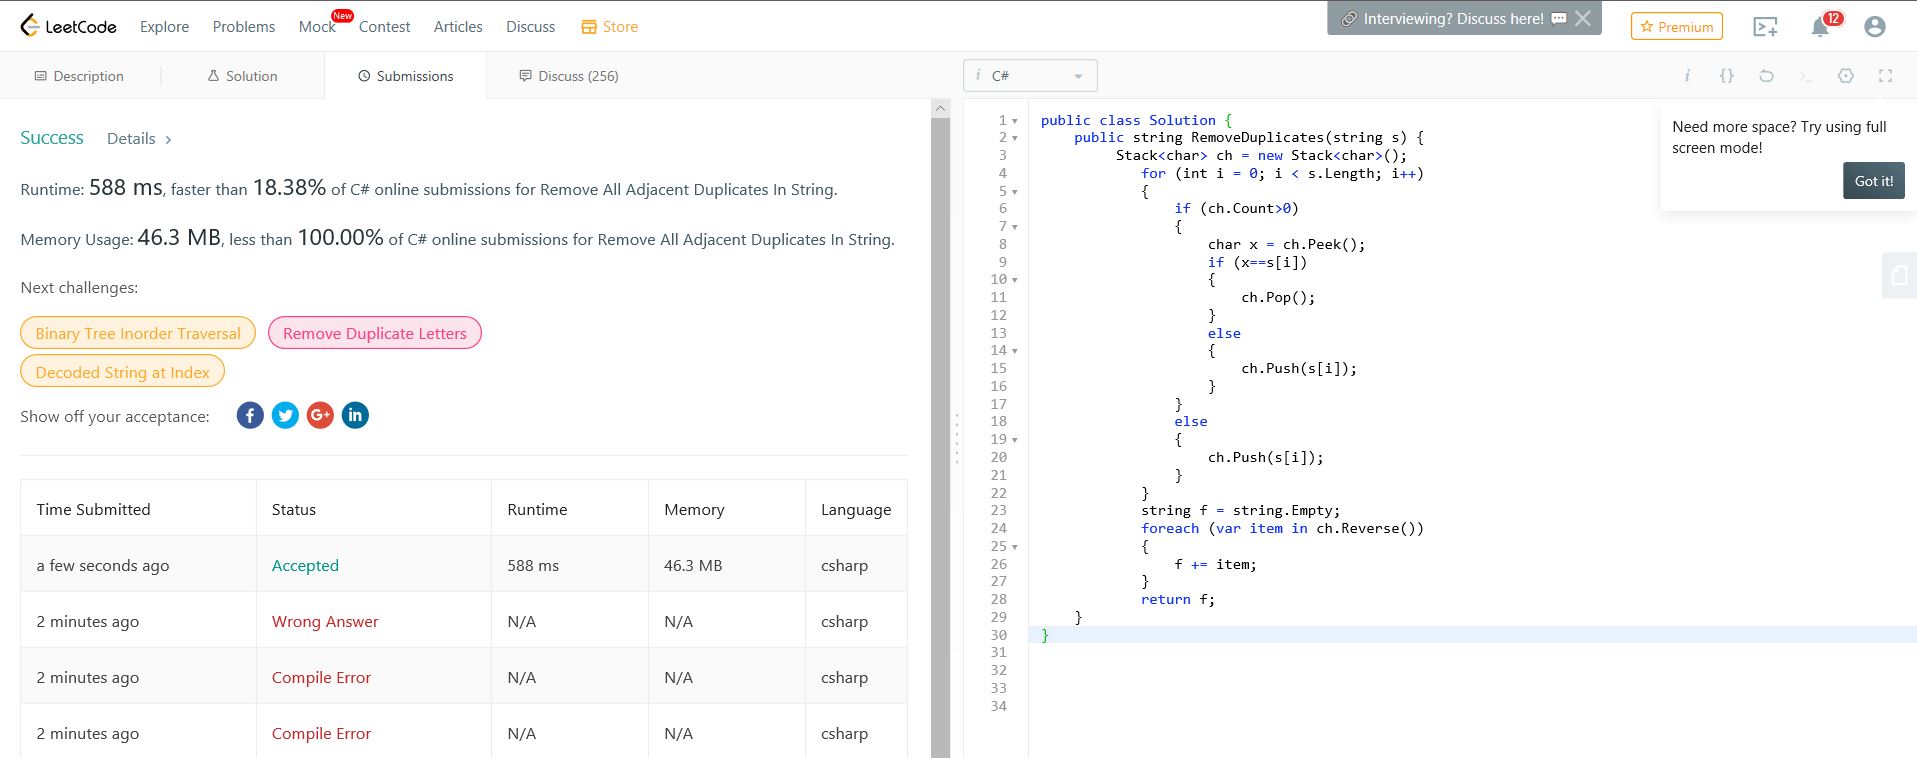 LeetCode Explore Problems Mock New Contest Articles Discuss Store Interviewing? Discuss here! Premium 12
Description Solution Submissions Discuss (256)
Success Details >
Runtime: 588 ms, faster than 18.38% of C# online submissions for Remove All Adjacent Duplicates In String.
Memory Usage: 46.3 MB, less than 100.00% of C# online submissions for Remove All Adjacent Duplicates In String.
Next challenges:
Binary Tree Inorder Traversal Remove Duplicate Letters
Decoded String at Index
Show off your acceptance: f G+ in
Time Submitted Status Runtime Memory Language
a few seconds ago Accepted 588 ms 46.3 MB csharp
2 minutes ago Wrong Answer N/A N/A csharp
2 minutes ago Compile Error N/A N/A csharp
2 minutes ago Compile Error N/A N/A csharp
i C# i {} >_
1 public class Solution {
2 public string RemoveDuplicates(string s) {
3 Stack<char> ch = new Stack<char>();
4 for (int i = 0; i < s.Length; i++)
5 {
6 if (ch.Count>0)
7 {
8 char x = ch.Peek();
9 if (x==s[i])
10 {
11 ch.Pop();
12 }
13 else
14 {
15 ch.Push(s[i]);
16 }
17 }
18 else
19 {
20 ch.Push(s[i]);
21 }
22 }
23 string f = string.Empty;
24 foreach (var item in ch.Reverse())
25 {
26 f += item;
27 }
28 return f;
29 }
30 }
31
32
33
34
Need more space? Try using full
screen mode!
Got it!